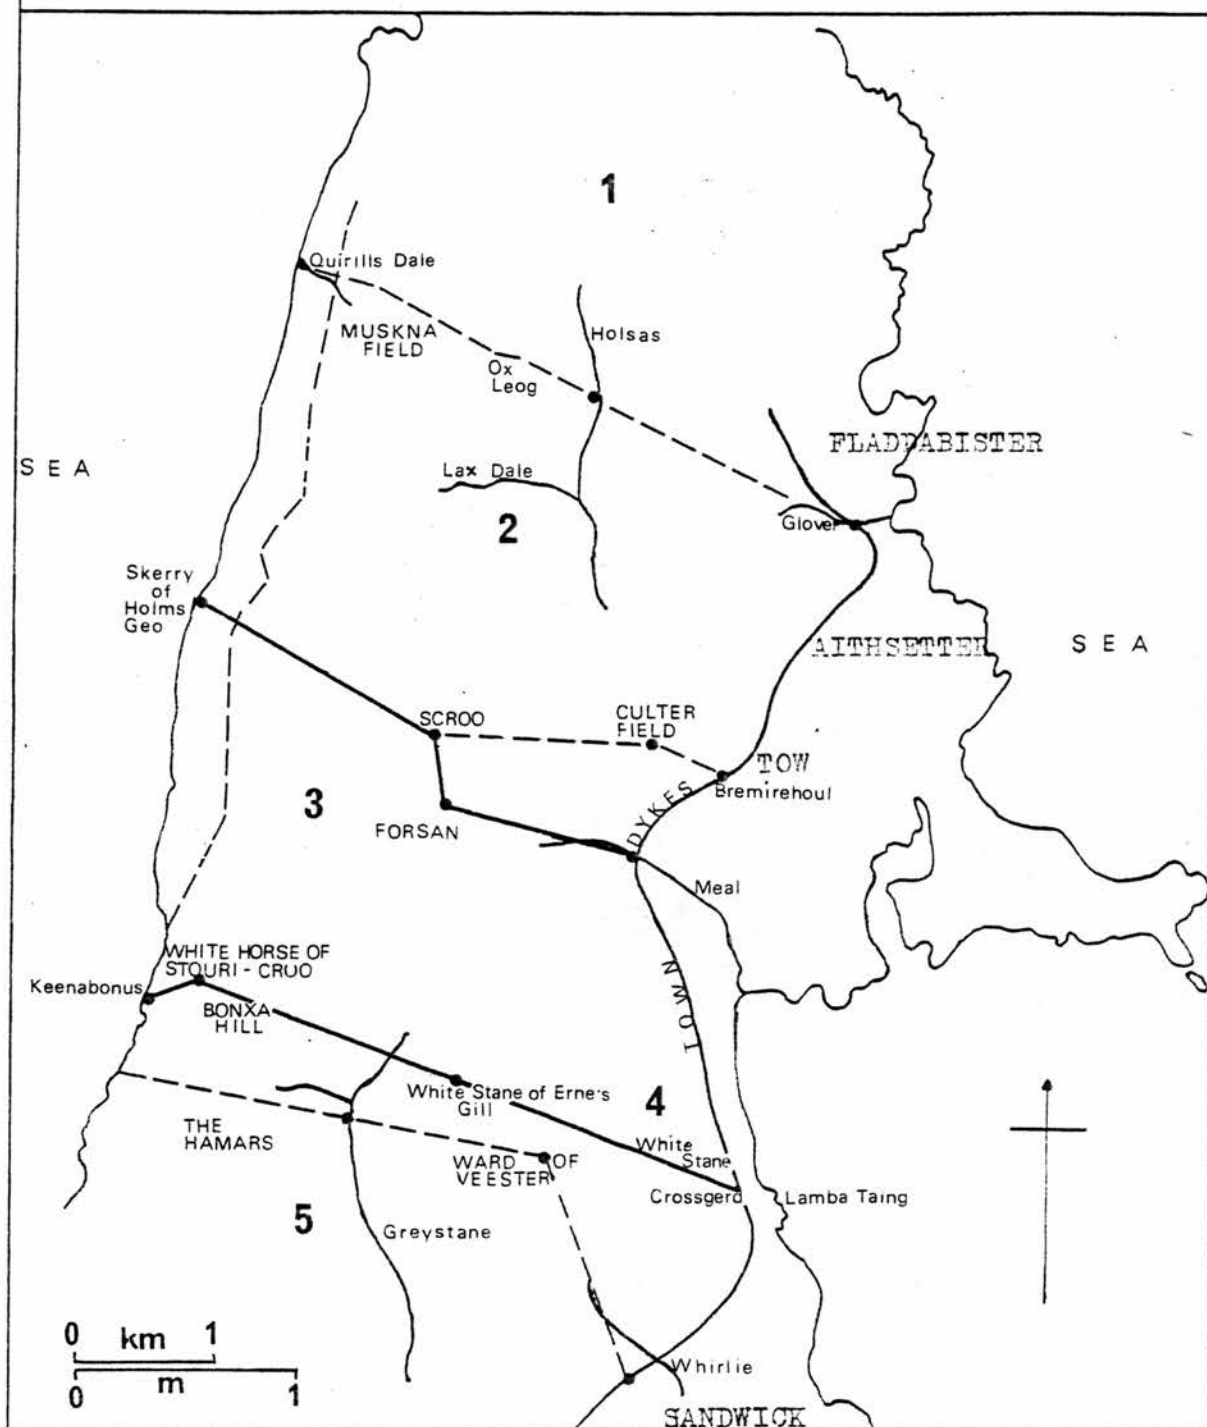 1
Quirills Dale
MUSKNA
FIELD
Holsas
Ox
Leog
FLADDABISTER
SEA
Lax Dale
2
Glover
Skerry
of
Holms
Geo
AITHSETTER
SEA
SCROO
CULTER
FIELD
TOW
Bremirehoul
3
FORSAN
DYKES
Meal
TOWN
WHITE HORSE OF
STOURI - CRUO
Keenabonus
BONXA
HILL
White Stane of Erne's
Gill
4
THE
HAMARS
WARD OF
VEESTER
White
Stane
Crossgerd
Lamba Taing
5
Greystane
0 km 1
m
0 1
Whirlie
SANDWICK